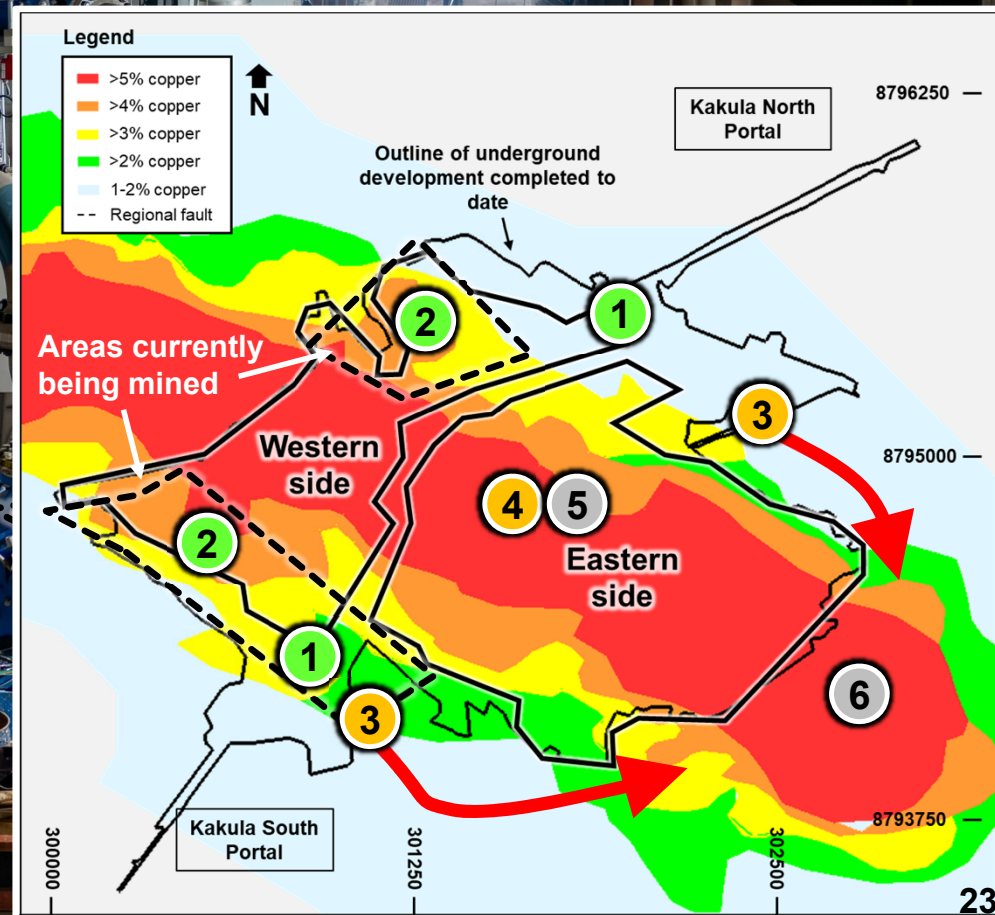 Legend
>5% copper
>4% copper
>3% copper
>2% copper
1-2% copper
Regional fault
N
Kakula North
Portal
8796250
Outline of underground
development completed to
date
1
2
Areas currently
being mined
3
8795000
Western
side
4
5
2
Eastern
side
1
6
3
Kakula South
Portal
8793750
300000
301250
302500
23